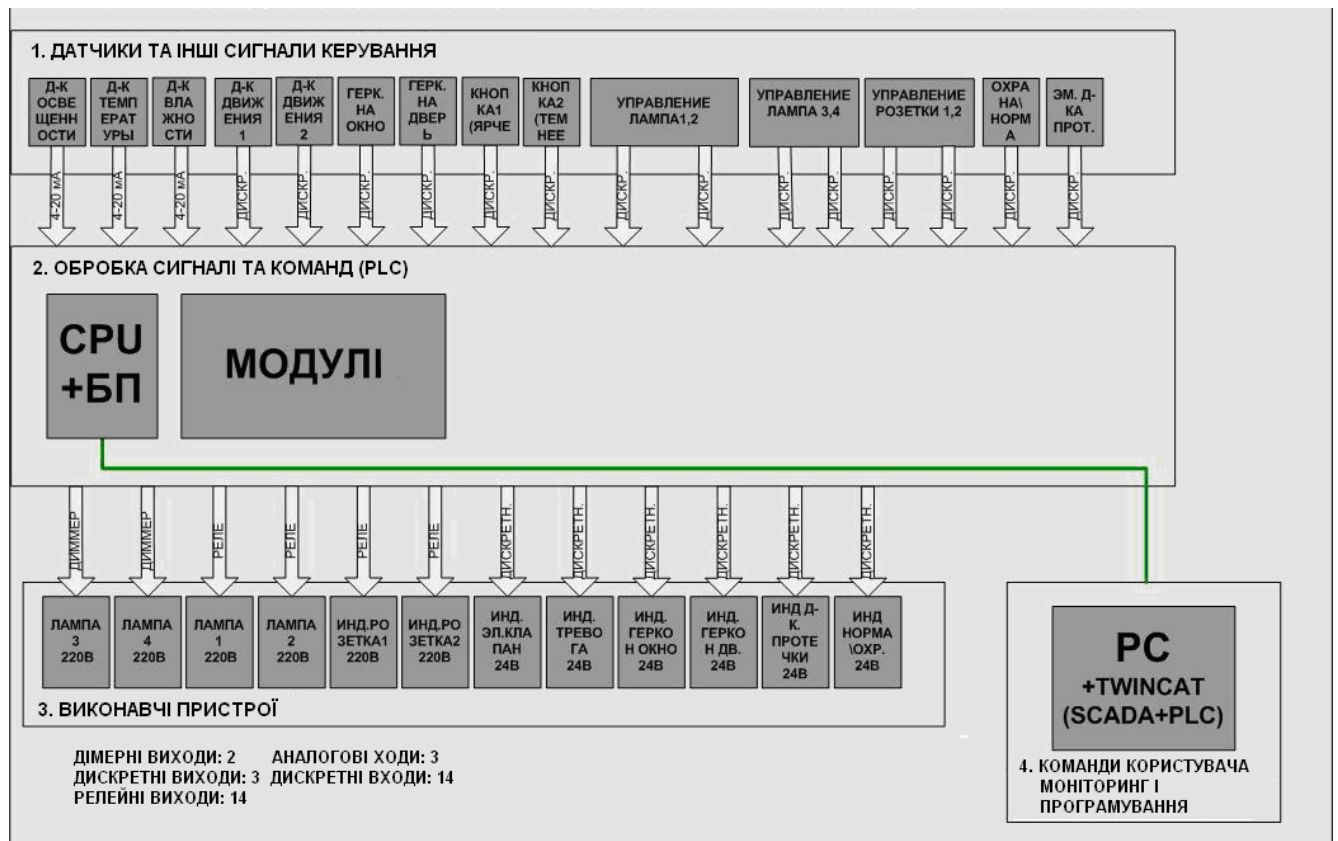 1. ДАТЧИКИ ТА ІНШІ СИГНАЛИ КЕРУВАННЯ
Д-К
ОСВЕ
ЩЕНН
ОСТИ
Д-К
ТЕМП
ЕРАТ
УРЫ
Д-К
ВЛА
ЖНО
СТИ
Д-К
ДВИЖ
ЕНИЯ
1
Д-К
ДВИЖ
ЕНИЯ
2
ГЕРК.
НА
ОКНО
ГЕРК.
НА
ДВЕР
Ь
КНОП
КА1
(ЯРЧЕ
КНОП
КА2
(ТЕМ
НЕЕ
УПРАВЛЕНИЕ
ЛАМПА1,2
УПРАВЛЕНИЕ
ЛАМПА 3,4
УПРАВЛЕНИЕ
РОЗЕТКИ 1,2
ОХРА
НА\
НОРМ
А
ЭМ. Д-
КА
ПРОТ.
4-20 мА
4-20 мА
4-20 мА
ДИСКР.
ДИСКР.
ДИСКР.
ДИСКР.
ДИСКР.
ДИСКР.
ДИСКР.
ДИСКР.
ДИСКР.
ДИСКР.
ДИСКР.
ДИСКР.
ДИСКР.
ДИСКР.
2. ОБРОБКА СИГНАЛІ ТА КОМАНД (PLC)
CPU
+БП
МОДУЛІ
ДИММЕР
ДИММЕР
РЕЛЕ
РЕЛЕ
РЕЛЕ
РЕЛЕ
ДИСКРЕТН.
ДИСКРЕТН.
ДИСКРЕТН.
ДИСКРЕТН.
ДИСКРЕТН.
ДИСКРЕТН.
ЛАМПА
3
220В
ЛАМПА
4
220В
ЛАМПА
1
220В
ЛАМПА
2
220В
ИНД.РО
ЗЕТКА1
220В
ИНД.РО
ЗЕТКА2
220В
ИНД.
ЭЛ.КЛА
ПАН
24В
ИНД.
ТРЕВО
ГА
24В
ИНД.
ГЕРКО
Н ОКНО
24В
ИНД.
ГЕРКО
Н ДВ.
24В
ИНД Д-
К.
ПРОТЕ
ЧКИ
24В
ИНД
НОРМА
\ОХР.
24В
3. ВИКОНАВЧІ ПРИСТРОЇ
PC
+TWINCAT
(SCADA+PLC)
4. КОМАНДИ КОРИСТУВАЧА
МОНІТОРИНГ І
ПРОГРАМУВАННЯ
ДІМЕРНІ ВИХОДИ: 2 АНАЛОГОВІ ХОДИ: 3
ДИСКРЕТНІ ВИХОДИ: 3 ДИСКРЕТНІ ВХОДИ: 14
РЕЛЕЙНІ ВИХОДИ: 14